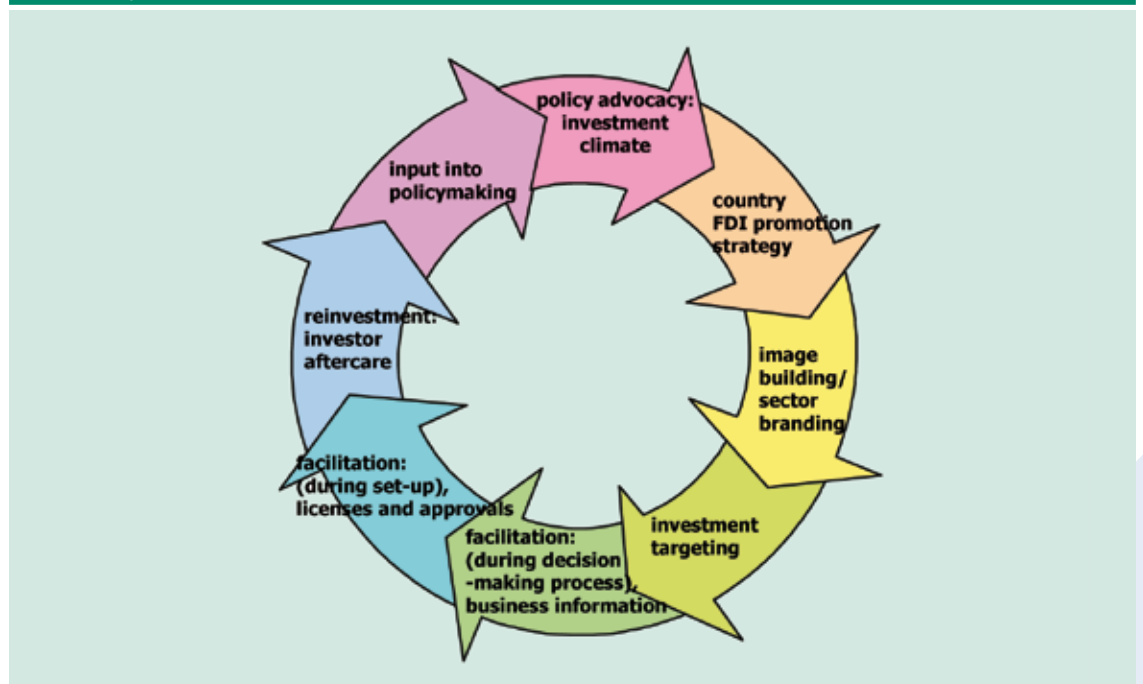 policy advocacy:
investment
climate
country
FDI promotion
strategy
image
building/
sector
branding
investment
targeting
facilitation:
(during decision
-making process),
business information
facilitation:
(during set-up),
licenses and approvals
reinvestment:
investor
aftercare
input into
policymaking